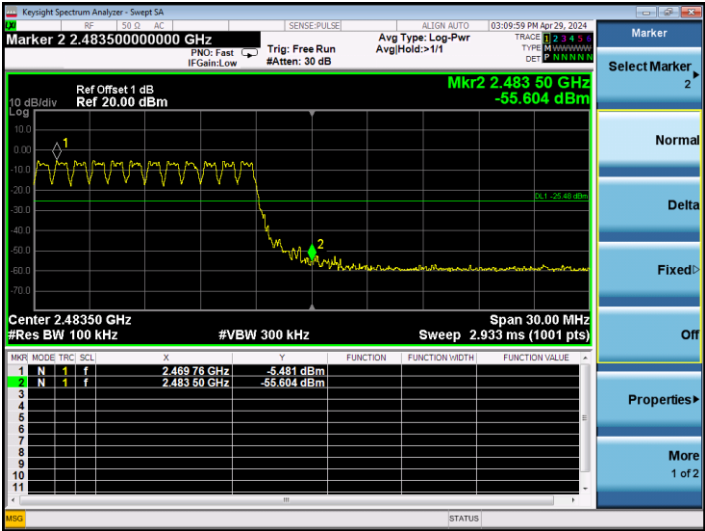 Keysight Spectrum Analyzer - Swept SA
RF 50 Ω AC SENSE:PULSE ALIGN AUTO 03:09:59 PM Apr 29, 2024
Marker 2 2.483500000000 GHz
PNO: Fast
IFGain:Low
Trig: Free Run
#Atten: 30 dB
Avg Type: Log-Pwr
Avg|Hold:>1/1
TRACE 1 2 3 4 5 6
TYPE M WWWWW
DET P N N N N N
Marker
Select Marker
2
Normal
Delta
Fixed
Off
Properties
More
1 of 2
Mkr2 2.483 50 GHz
-55.604 dBm
Ref Offset 1 dB
10 dB/div Ref 20.00 dBm
Log
10.0
0.00
-10.0
-20.0
-30.0
-40.0
-50.0
-60.0
-70.0
1
2
DL1 -25.48 dBm
Center 2.48350 GHz Span 30.00 MHz
#Res BW 100 kHz #VBW 300 kHz Sweep 2.933 ms (1001 pts)
MKR MODE TRC SCL X Y FUNCTION FUNCTION WIDTH FUNCTION VALUE
1 N 1 f 2.469 76 GHz -5.481 dBm
2 N 1 f 2.483 50 GHz -55.604 dBm
3
4
5
6
7
8
9
10
11
MSG STATUS